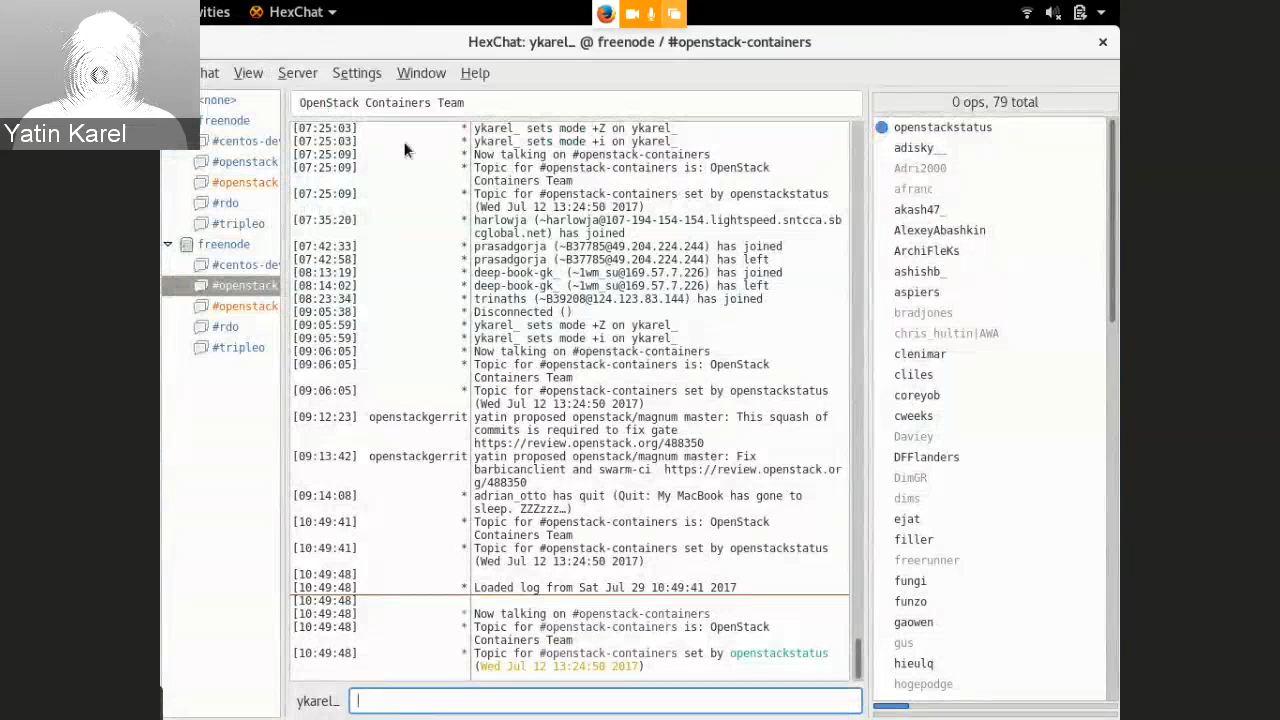 vities
HexChat
HexChat: ykarel_ @ freenode / #openstack-containers
Yatin Karel
hat View Server Settings Window Help
<none>
freenode
#centos-dev
#openstack
#openstack
#rdo
#tripleo
freenode
#centos-dev
#openstack
#openstack
#rdo
#tripleo
OpenStack Containers Team
[07:25:03] * ykarel_ sets mode +Z on ykarel_
[07:25:03] * ykarel_ sets mode +i on ykarel_
[07:25:09] * Now talking on #openstack-containers
[07:25:09] * Topic for #openstack-containers is: OpenStack
Containers Team
[07:25:09] * Topic for #openstack-containers set by openstackstatus
(Wed Jul 12 13:24:50 2017)
[07:35:20] * harlowja (~harlowja@107-194-154-154.lightspeed.sntcca.sb
cglobal.net) has joined
[07:42:33] * prasadgorja (~B37785@49.204.224.244) has joined
[07:42:58] * prasadgorja (~B37785@49.204.224.244) has left
[08:13:19] * deep-book-gk_ (~1wm_su@169.57.7.226) has joined
[08:14:02] * deep-book-gk_ (~1wm_su@169.57.7.226) has left
[08:23:34] * trinaths (~B39208@124.123.83.144) has joined
[09:05:38] * Disconnected ()
[09:05:59] * ykarel_ sets mode +Z on ykarel_
[09:05:59] * ykarel_ sets mode +i on ykarel_
[09:06:05] * Now talking on #openstack-containers
[09:06:05] * Topic for #openstack-containers is: OpenStack
Containers Team
[09:06:05] * Topic for #openstack-containers set by openstackstatus
(Wed Jul 12 13:24:50 2017)
[09:12:23] openstackgerrit yatin proposed openstack/magnum master: This squash of
commits is required to fix gate
https://review.openstack.org/488350
[09:13:42] openstackgerrit yatin proposed openstack/magnum master: Fix
barbicanclient and swarm-ci https://review.openstack.or
g/488350
[09:14:08] * adrian_otto has quit (Quit: My MacBook has gone to
sleep. ZZZzzz…)
[10:49:41] * Topic for #openstack-containers is: OpenStack
Containers Team
[10:49:41] * Topic for #openstack-containers set by openstackstatus
(Wed Jul 12 13:24:50 2017)
[10:49:48]
[10:49:48] * Loaded log from Sat Jul 29 10:49:41 2017
[10:49:48]
[10:49:48] * Now talking on #openstack-containers
[10:49:48] * Topic for #openstack-containers is: OpenStack
Containers Team
[10:49:48] * Topic for #openstack-containers set by openstackstatus
(Wed Jul 12 13:24:50 2017)
ykarel_
0 ops, 79 total
openstackstatus
adisky__
Adri2000
afranc
akash47_
AlexeyAbashkin
ArchiFleKs
ashishb_
aspiers
bradjones
chris_hultin|AWA
clenimar
cliles
coreyob
cweeks
Daviey
DFFlanders
DimGR
dims
ejat
filler
freerunner
fungi
funzo
gaowen
gus
hieulq
hogepodge